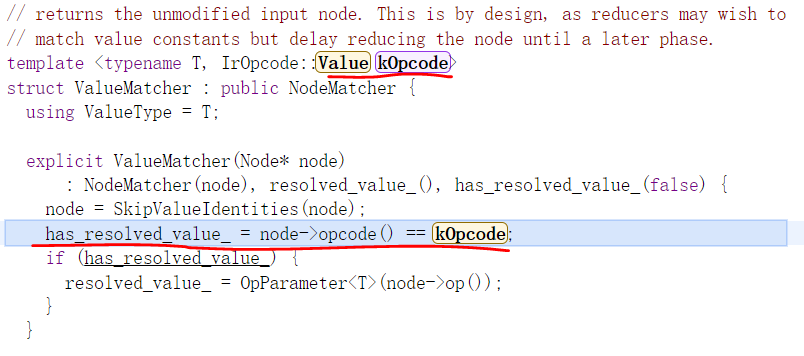 // returns the unmodified input node. This is by design, as reducers may wish to
// match value constants but delay reducing the node until a later phase.
template <typename T, IrOpcode::Value kOpcode>
struct ValueMatcher : public NodeMatcher {
  using ValueType = T;
  explicit ValueMatcher(Node* node)
      : NodeMatcher(node), resolved_value_(), has_resolved_value_(false) {
    node = SkipValueIdentities(node);
    has_resolved_value_ = node->opcode() == kOpcode;
    if (has_resolved_value_) {
      resolved_value_ = OpParameter<T>(node->op());
    }
  }